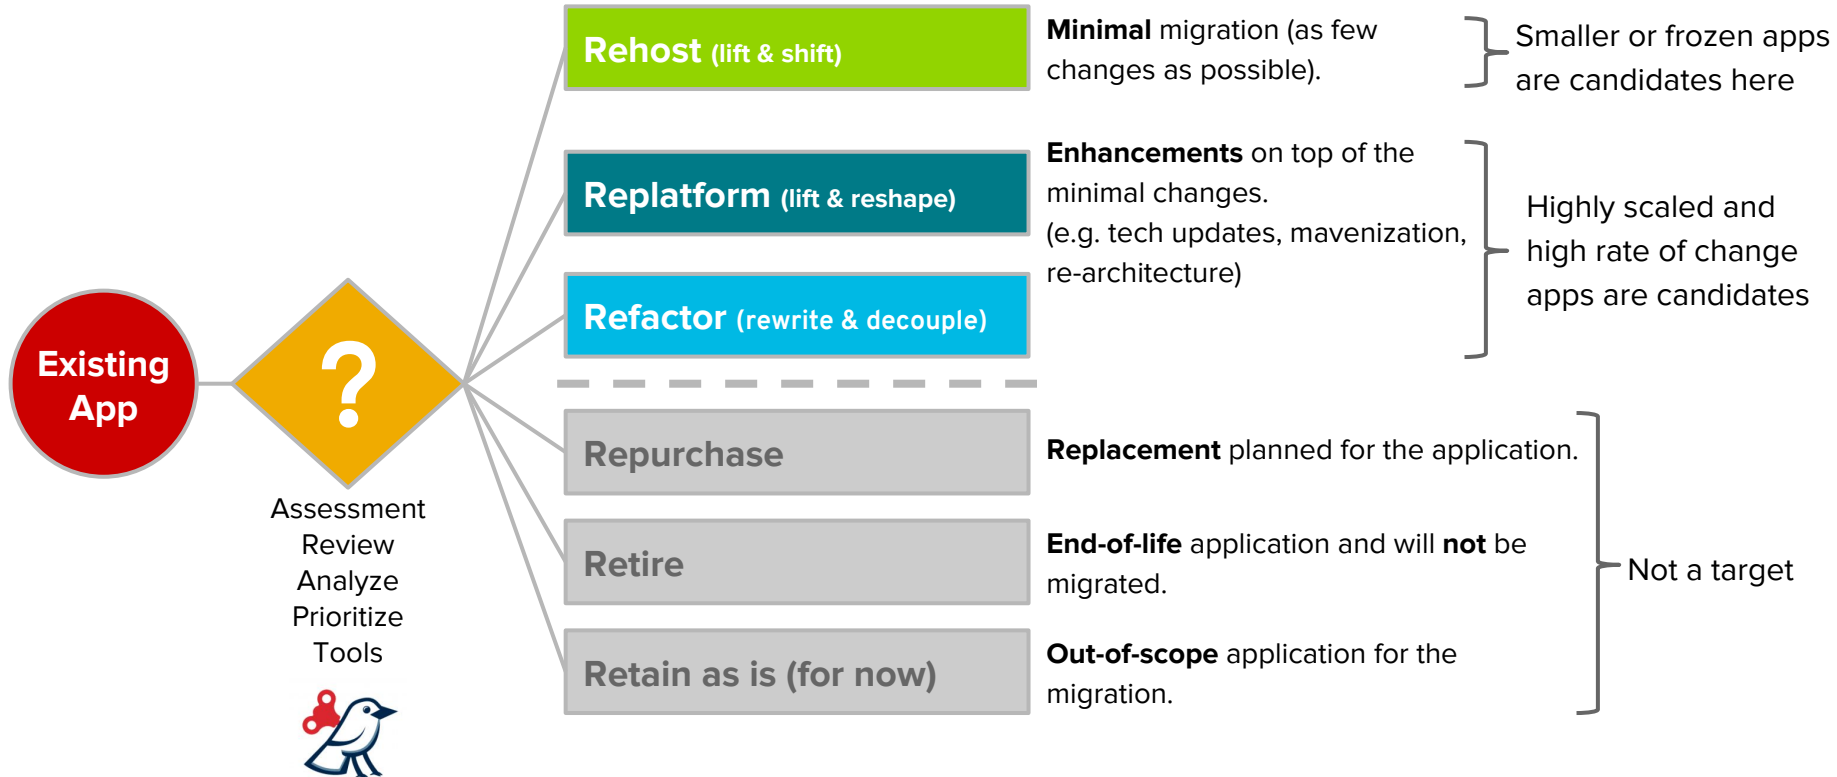 Existing
App
?
Assessment
Review
Analyze
Prioritize
Tools
Rehost (lift & shift)
Minimal migration (as few
changes as possible).
Smaller or frozen apps
are candidates here
Replatform (lift & reshape)
Enhancements on top of the
minimal changes.
(e.g. tech updates, mavenization,
re-architecture)
Refactor (rewrite & decouple)
Highly scaled and
high rate of change
apps are candidates
Repurchase
Replacement planned for the application.
Retire
End-of-life application and will not be
migrated.
Retain as is (for now)
Out-of-scope application for the
migration.
Not a target